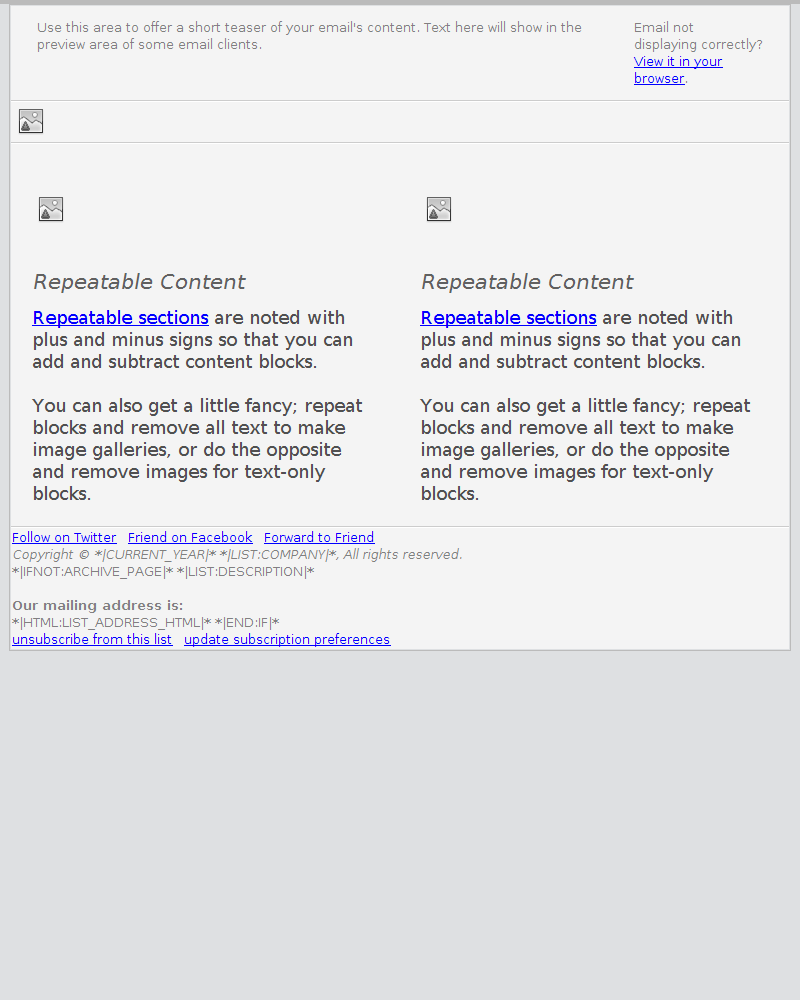 Use this area to offer a short teaser of your email's content. Text here will show in the
preview area of some email clients.
Email not
displaying correctly?
View it in your
browser.
Repeatable Content
Repeatable sections are noted with
plus and minus signs so that you can
add and subtract content blocks.
You can also get a little fancy; repeat
blocks and remove all text to make
image galleries, or do the opposite
and remove images for text-only
blocks.
Repeatable Content
Repeatable sections are noted with
plus and minus signs so that you can
add and subtract content blocks.
You can also get a little fancy; repeat
blocks and remove all text to make
image galleries, or do the opposite
and remove images for text-only
blocks.
Follow on Twitter Friend on Facebook Forward to Friend
Copyright © *|CURRENT_YEAR|* *|LIST:COMPANY|*, All rights reserved.
*|IFNOT:ARCHIVE_PAGE|* *|LIST:DESCRIPTION|*
Our mailing address is:
*|HTML:LIST_ADDRESS_HTML|* *|END:IF|*
unsubscribe from this list update subscription preferences